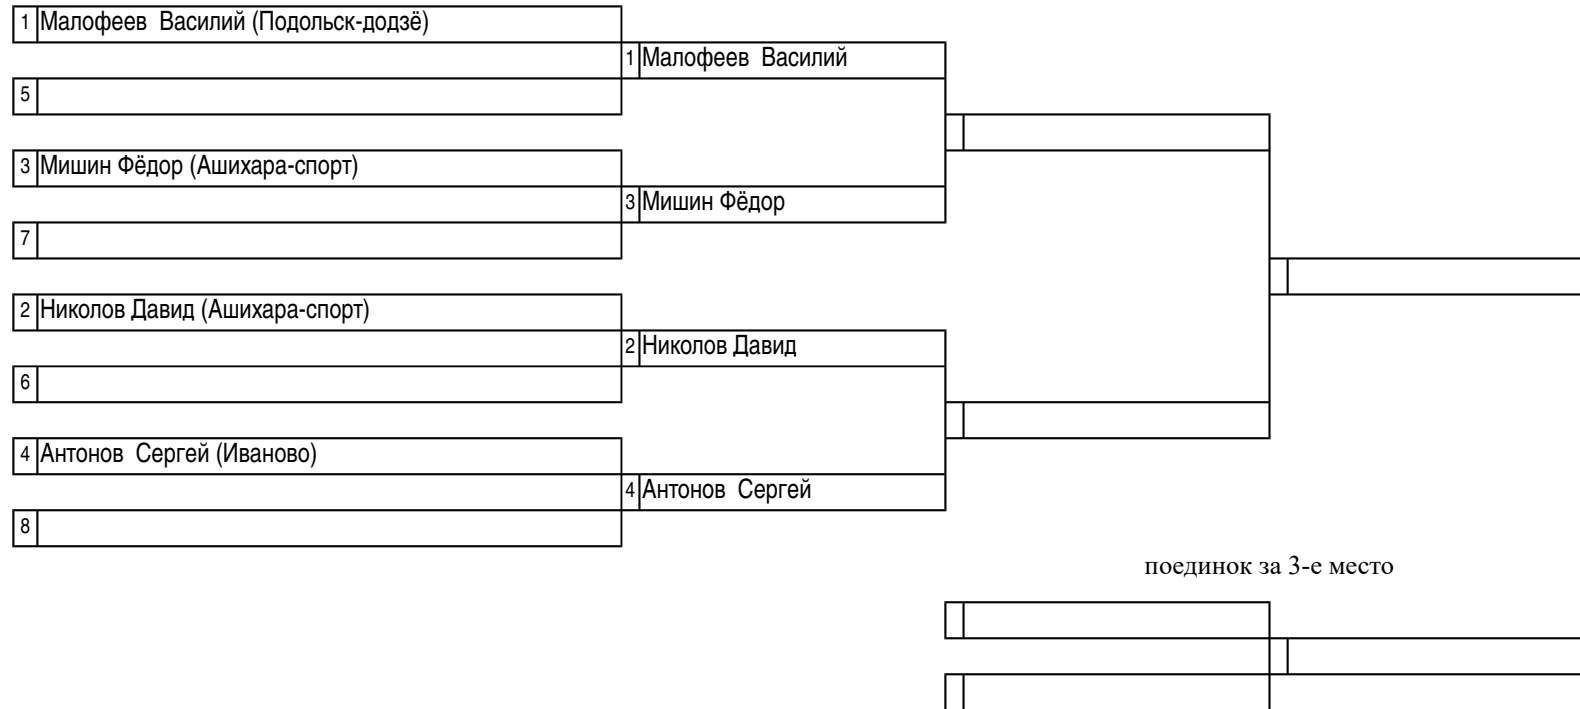 1 Малофеев  Василий (Подольск-додзё)
1 Малофеев  Василий
5
3 Мишин Фёдор (Ашихара-спорт)
3 Мишин Фёдор
7
2 Николов Давид (Ашихара-спорт)
2 Николов Давид
6
4 Антонов  Сергей (Иваново)
4 Антонов  Сергей
8
поединок за 3-е место